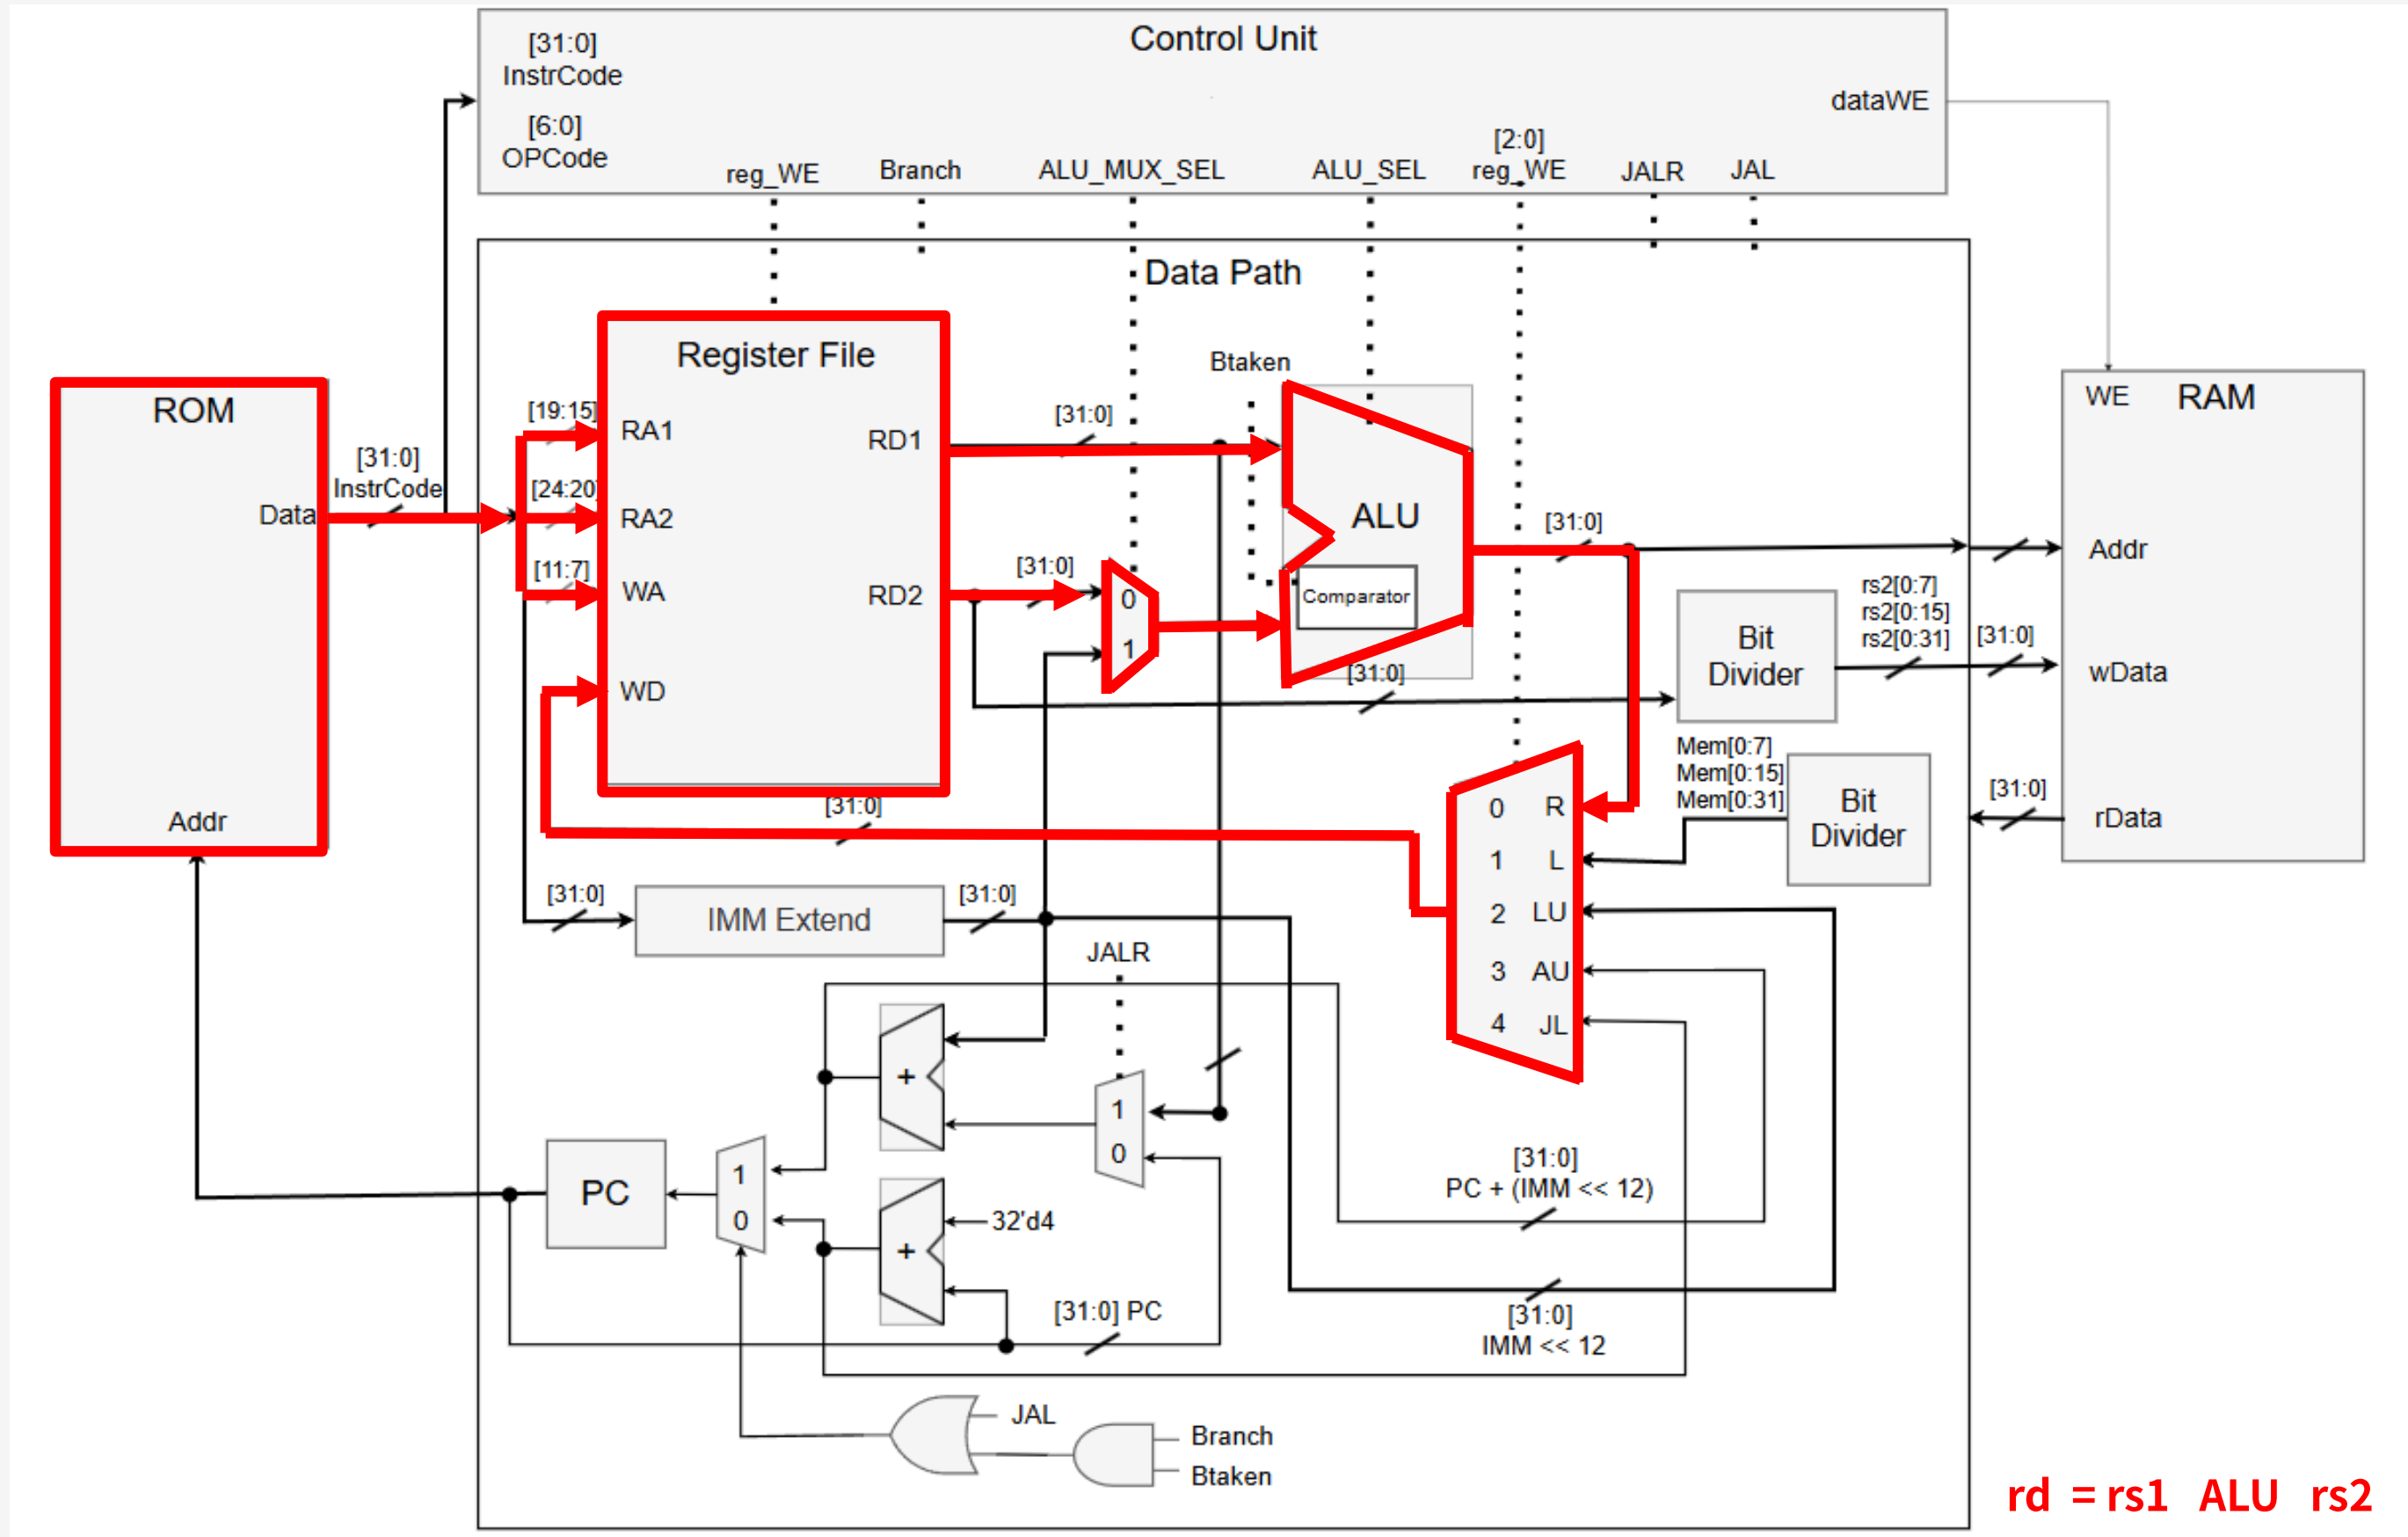 Control Unit
[31:0]
InstrCode
[6:0]
OPCode
reg_WE
Branch
ALU_MUX_SEL
ALU_SEL
[2:0]
reg_WE
JALR
JAL
dataWE
Data Path
ROM
Data
Addr
[31:0]
InstrCode
[19:15]
[24:20]
[11:7]
Register File
RA1
RA2
WA
WD
RD1
RD2
[31:0]
[31:0]
0
1
Btaken
ALU
Comparator
[31:0]
[31:0]
Bit
Divider
rs2[0:7]
rs2[0:15]
rs2[0:31]
[31:0]
WE
RAM
Addr
wData
rData
[31:0]
Mem[0:7]
Mem[0:15]
Mem[0:31]
Bit
Divider
0 R
1 L
2 LU
3 AU
4 JL
[31:0]
[31:0]
IMM Extend
[31:0]
JALR
+
1
0
PC
1
0
+
32'd4
[31:0] PC
[31:0]
PC + (IMM << 12)
[31:0]
IMM << 12
JAL
Branch
Btaken
rd = rs1 ALU rs2